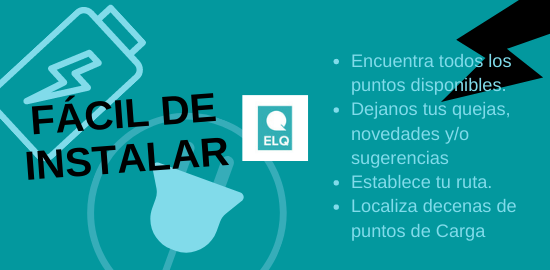 FÁCIL DE
INSTALAR
ELQ
Encuentra todos los
puntos disponibles.
Dejanos tus quejas,
novedades y/o
sugerencias
Establece tu ruta.
Localiza decenas de
puntos de Carga